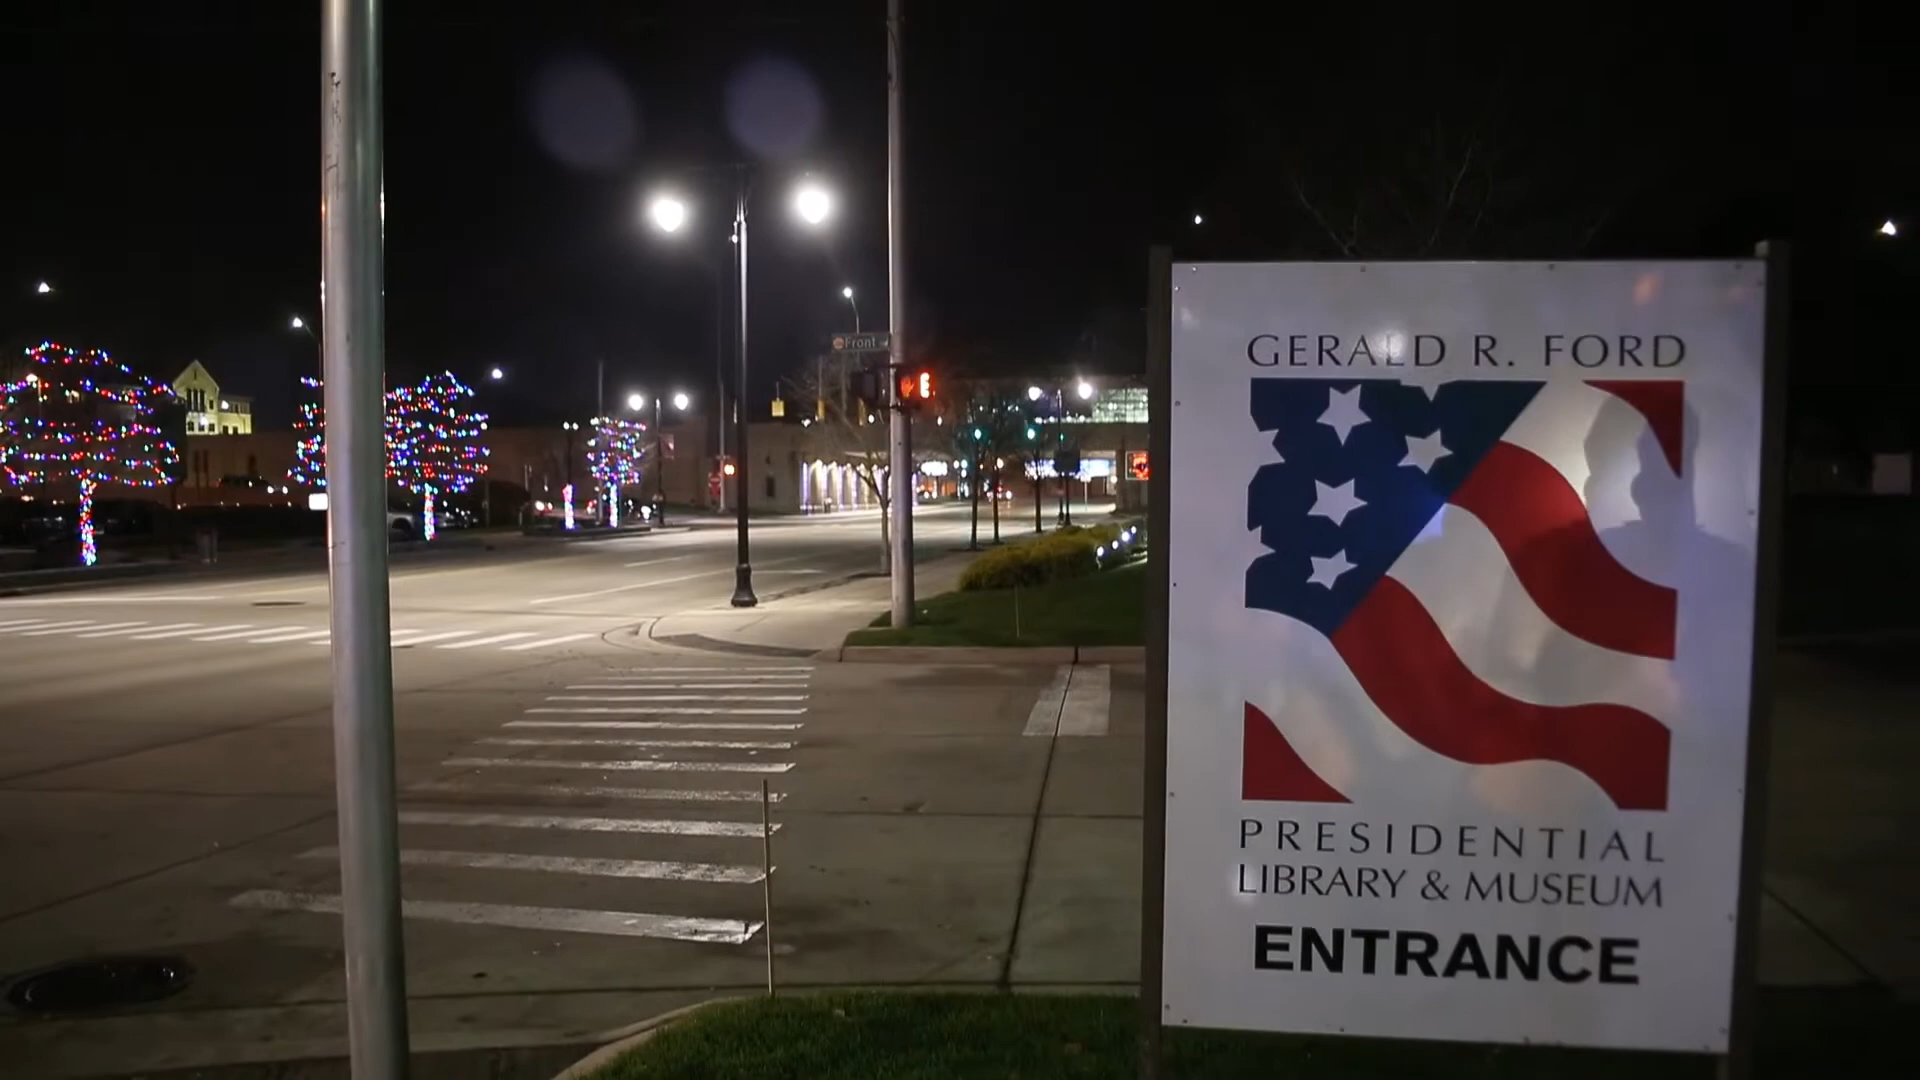 Front
GERALD R. FORD
PRESIDENTIAL
LIBRARY & MUSEUM
ENTRANCE